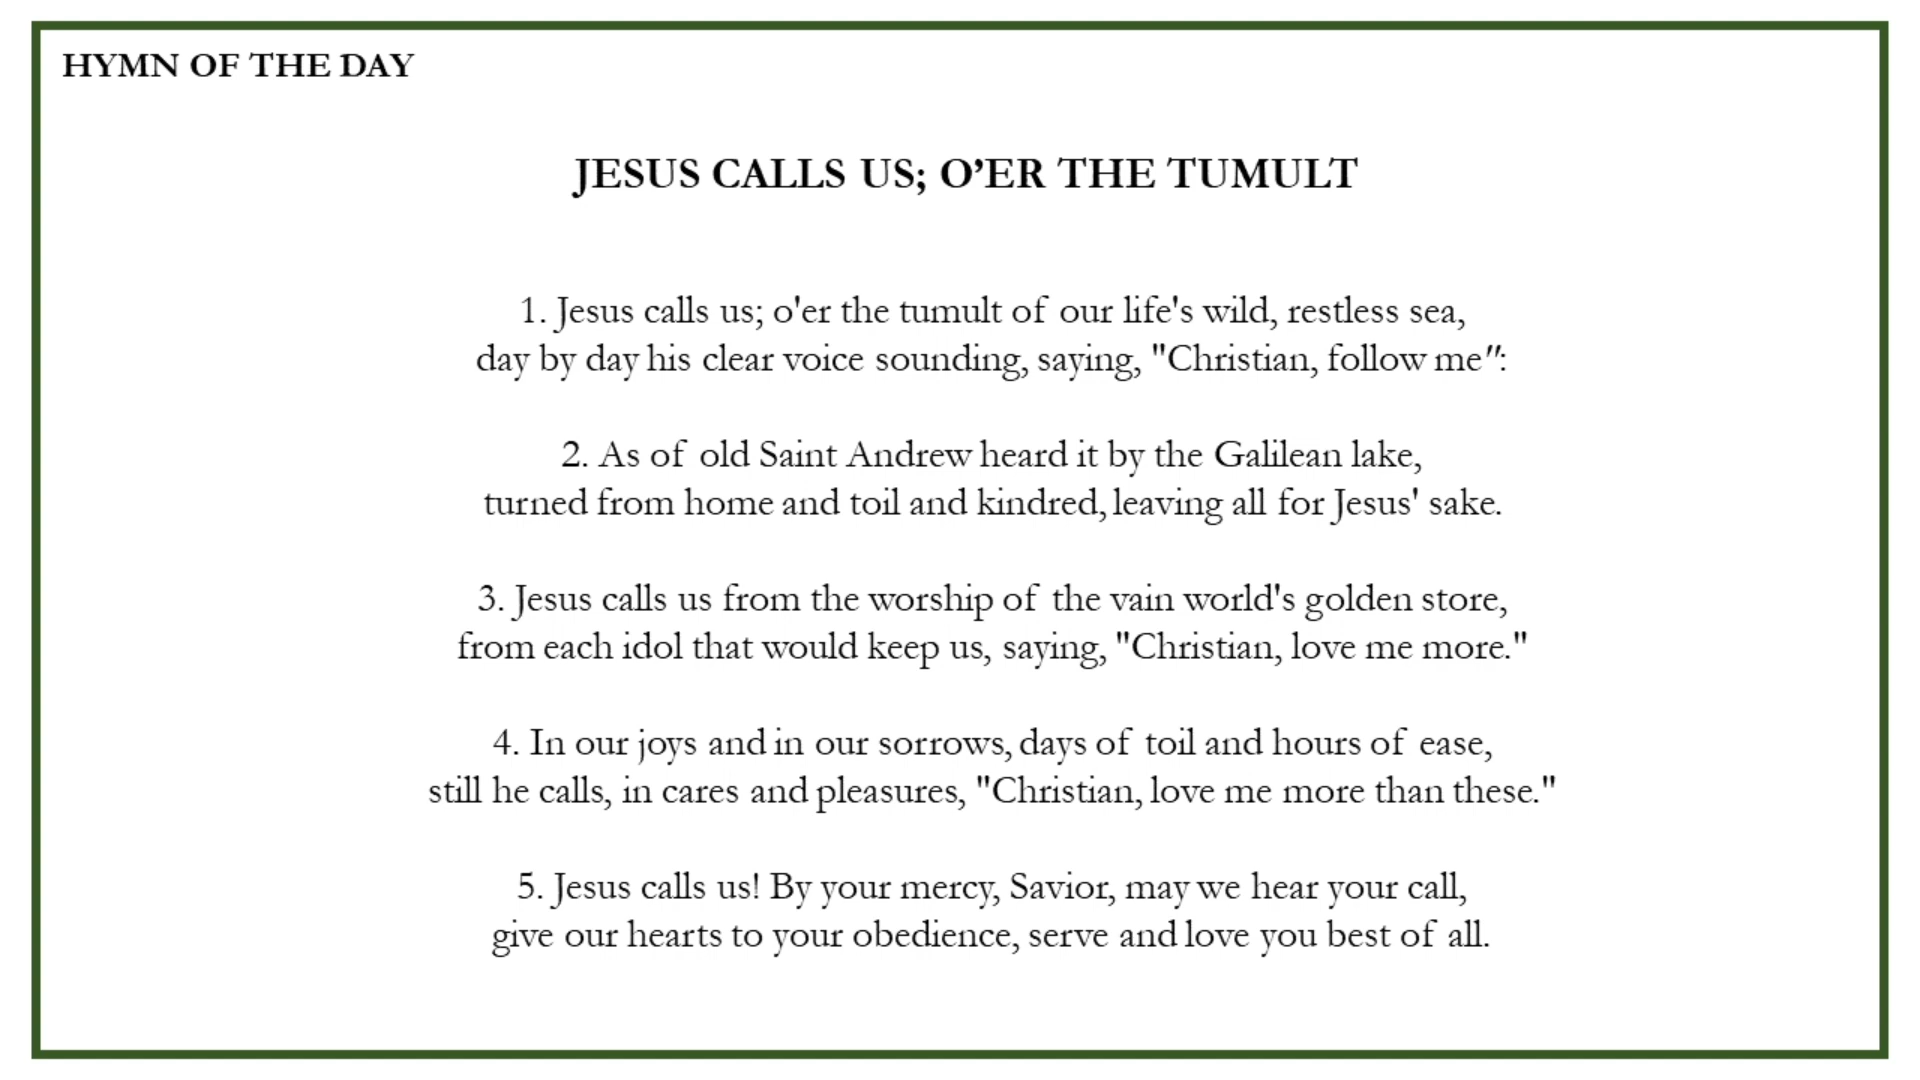 HYMN OF THE DAY
JESUS CALLS US; O’ER THE TUMULT
1. Jesus calls us; o'er the tumult of our life's wild, restless sea,
day by day his clear voice sounding, saying, "Christian, follow me":
2. As of old Saint Andrew heard it by the Galilean lake,
turned from home and toil and kindred, leaving all for Jesus' sake.
3. Jesus calls us from the worship of the vain world's golden store,
from each idol that would keep us, saying, "Christian, love me more."
4. In our joys and in our sorrows, days of toil and hours of ease,
still he calls, in cares and pleasures, "Christian, love me more than these."
5. Jesus calls us! By your mercy, Savior, may we hear your call,
give our hearts to your obedience, serve and love you best of all.